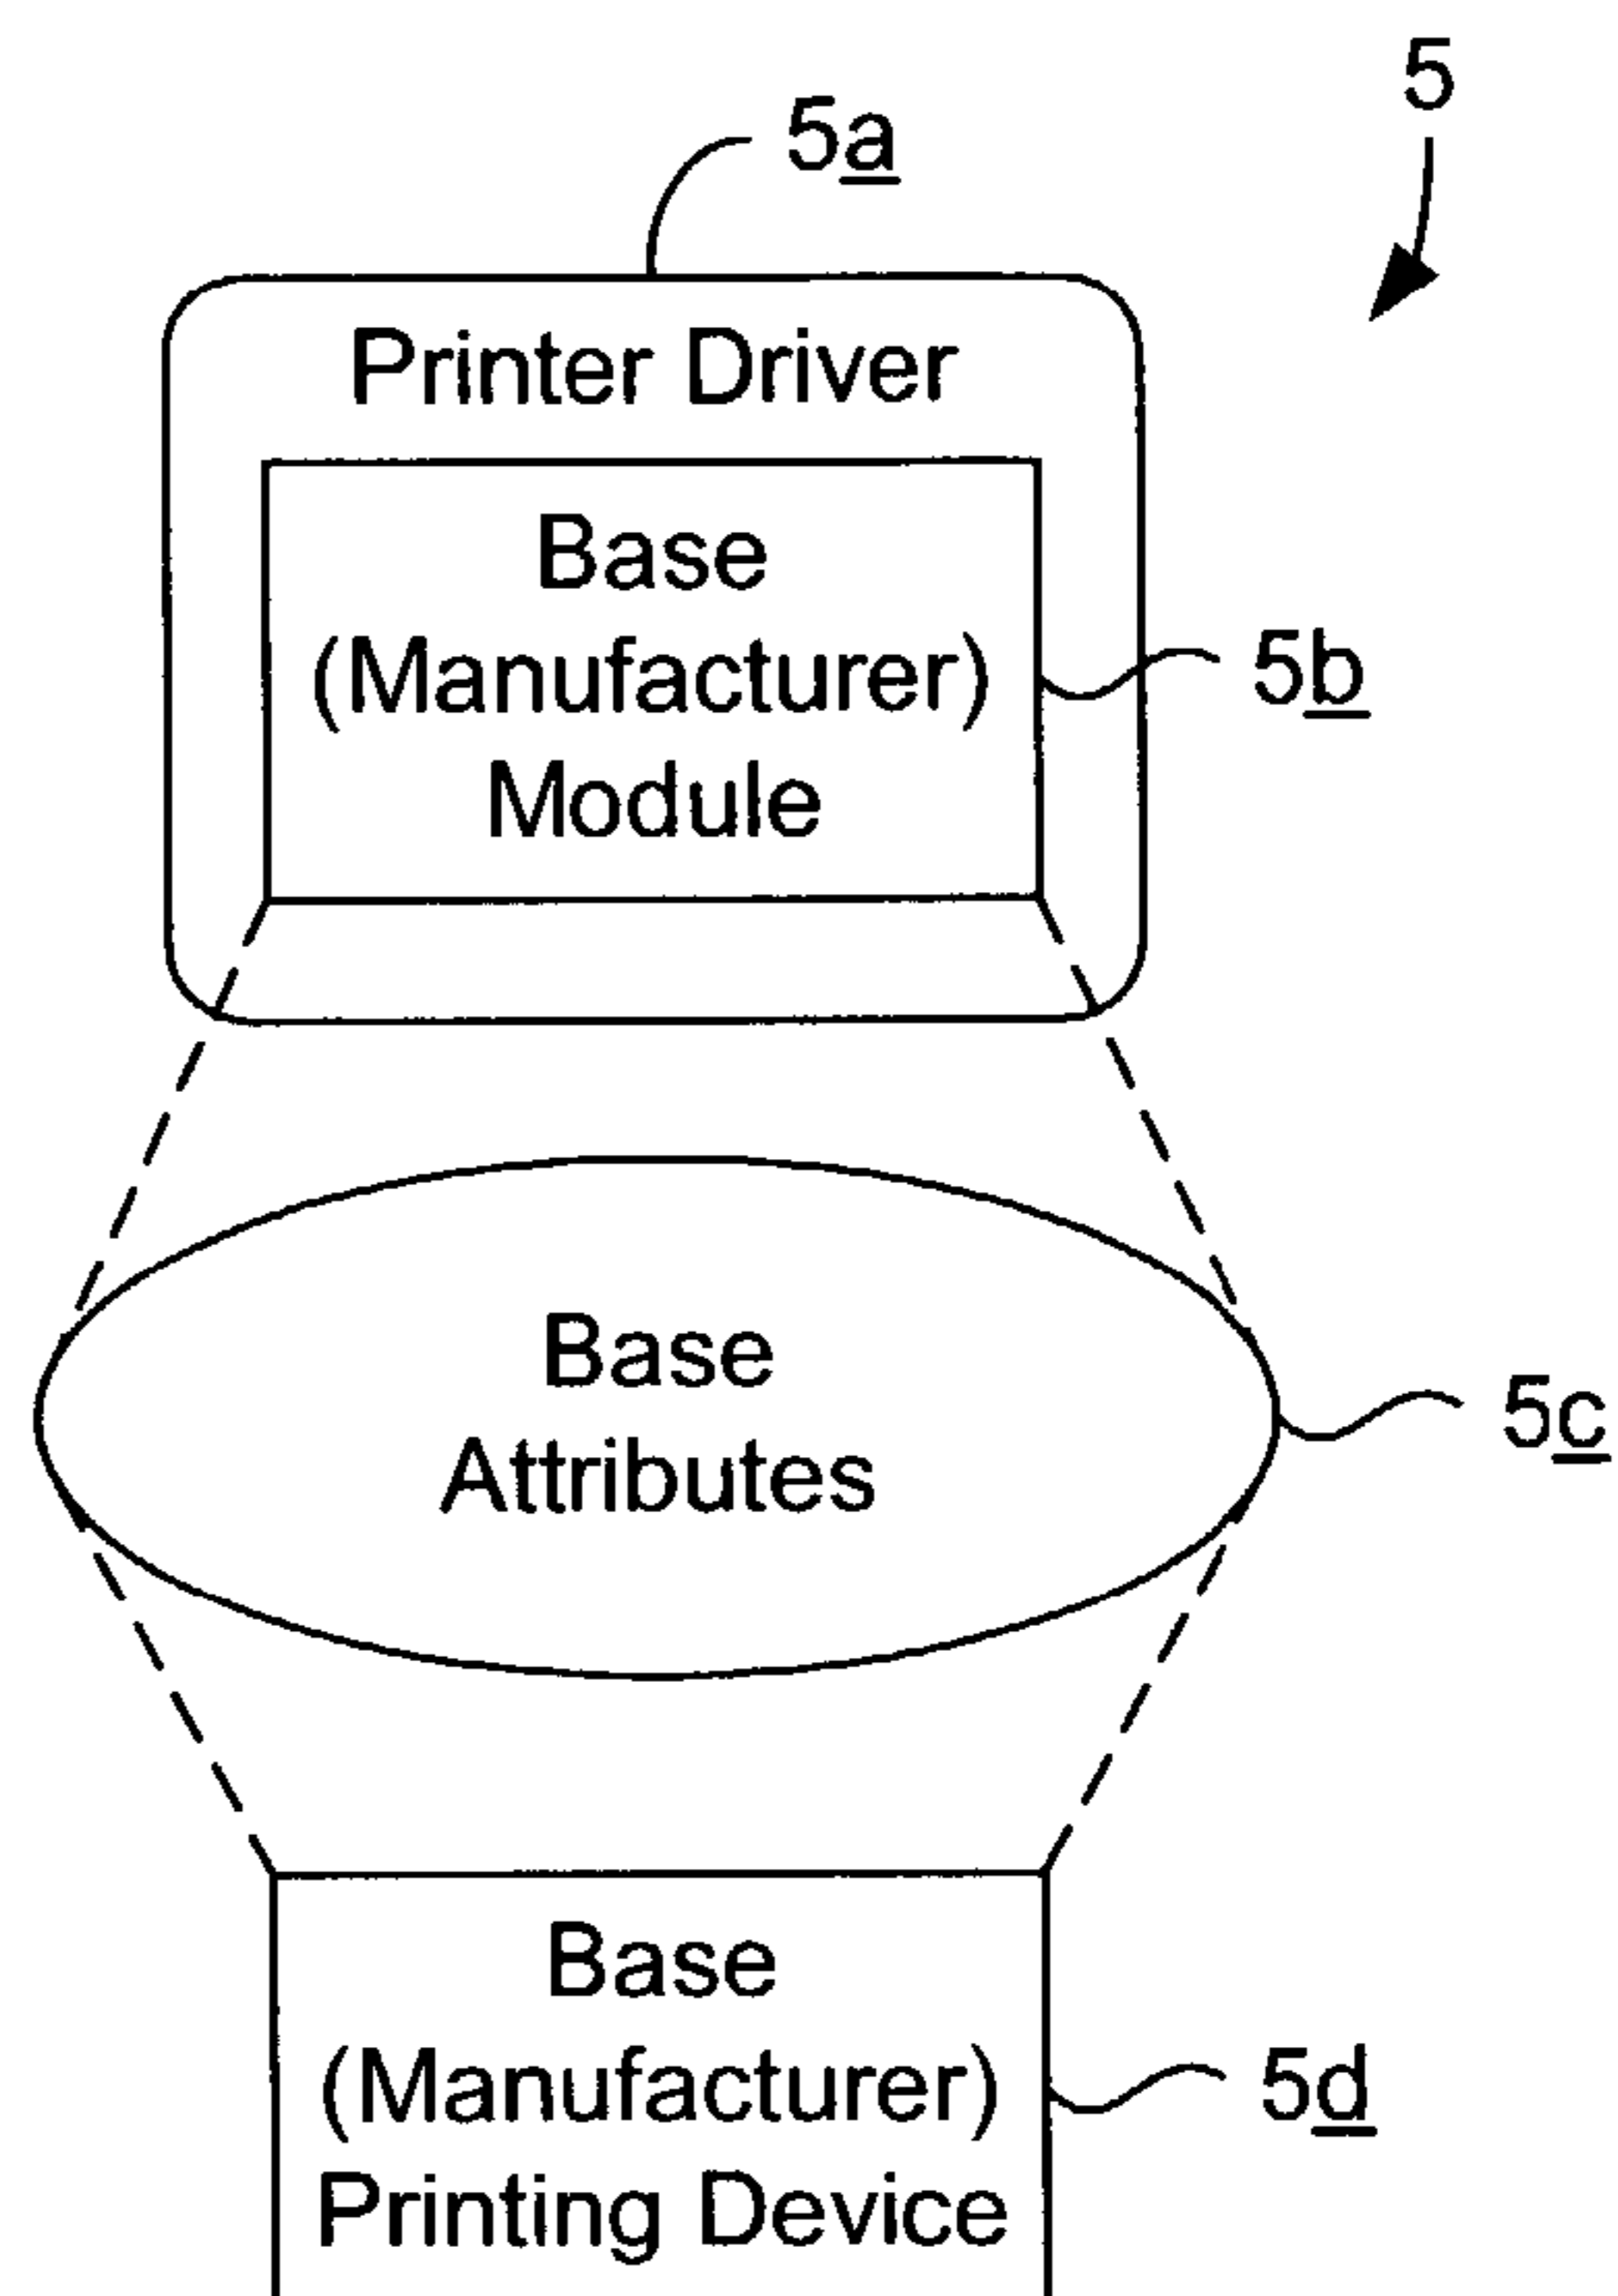 5
5a
Printer Driver
Base
(Manufacturer)
Module
5b
Base
Attributes
5c
Base
(Manufacturer)
Printing Device
5d